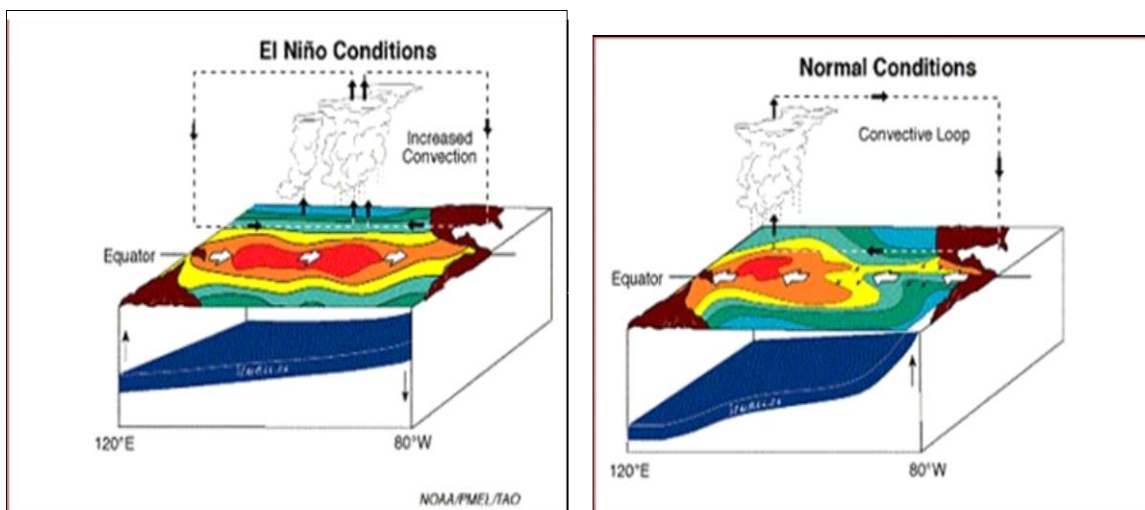 El Niño Conditions
Increased
Convection
Equator
120°E
80°W
NOAA/PMEL/TAO
Normal Conditions
Convective Loop
Equator
120°E
80°W